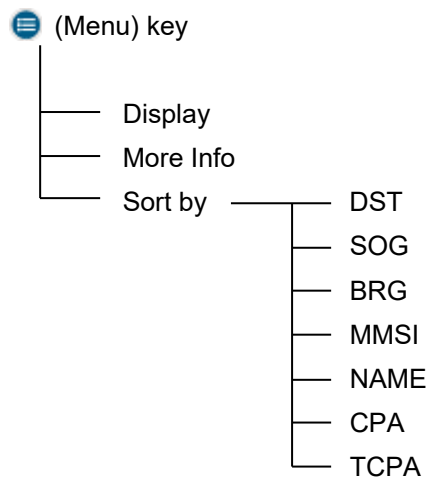 (Menu) key
Display
More Info
Sort by
DST
SOG
BRG
MMSI
NAME
CPA
TCPA